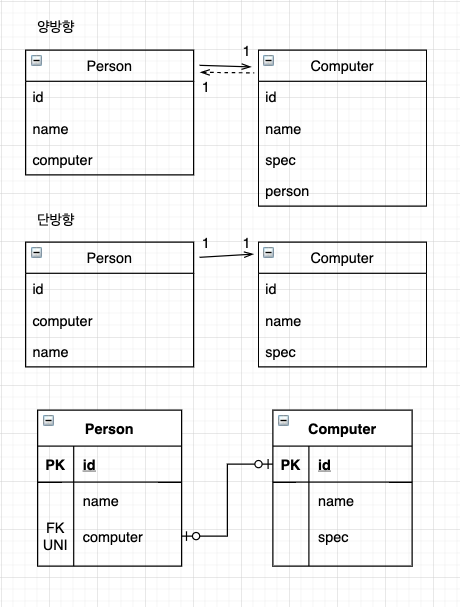 양방향
Person
1
Computer
1
id
name
computer
id
name
spec
person
단방향
Person
1
1
Computer
id
computer
name
id
name
spec
Person
PK
id
name
FK
UNI
computer
Computer
PK
id
name
spec